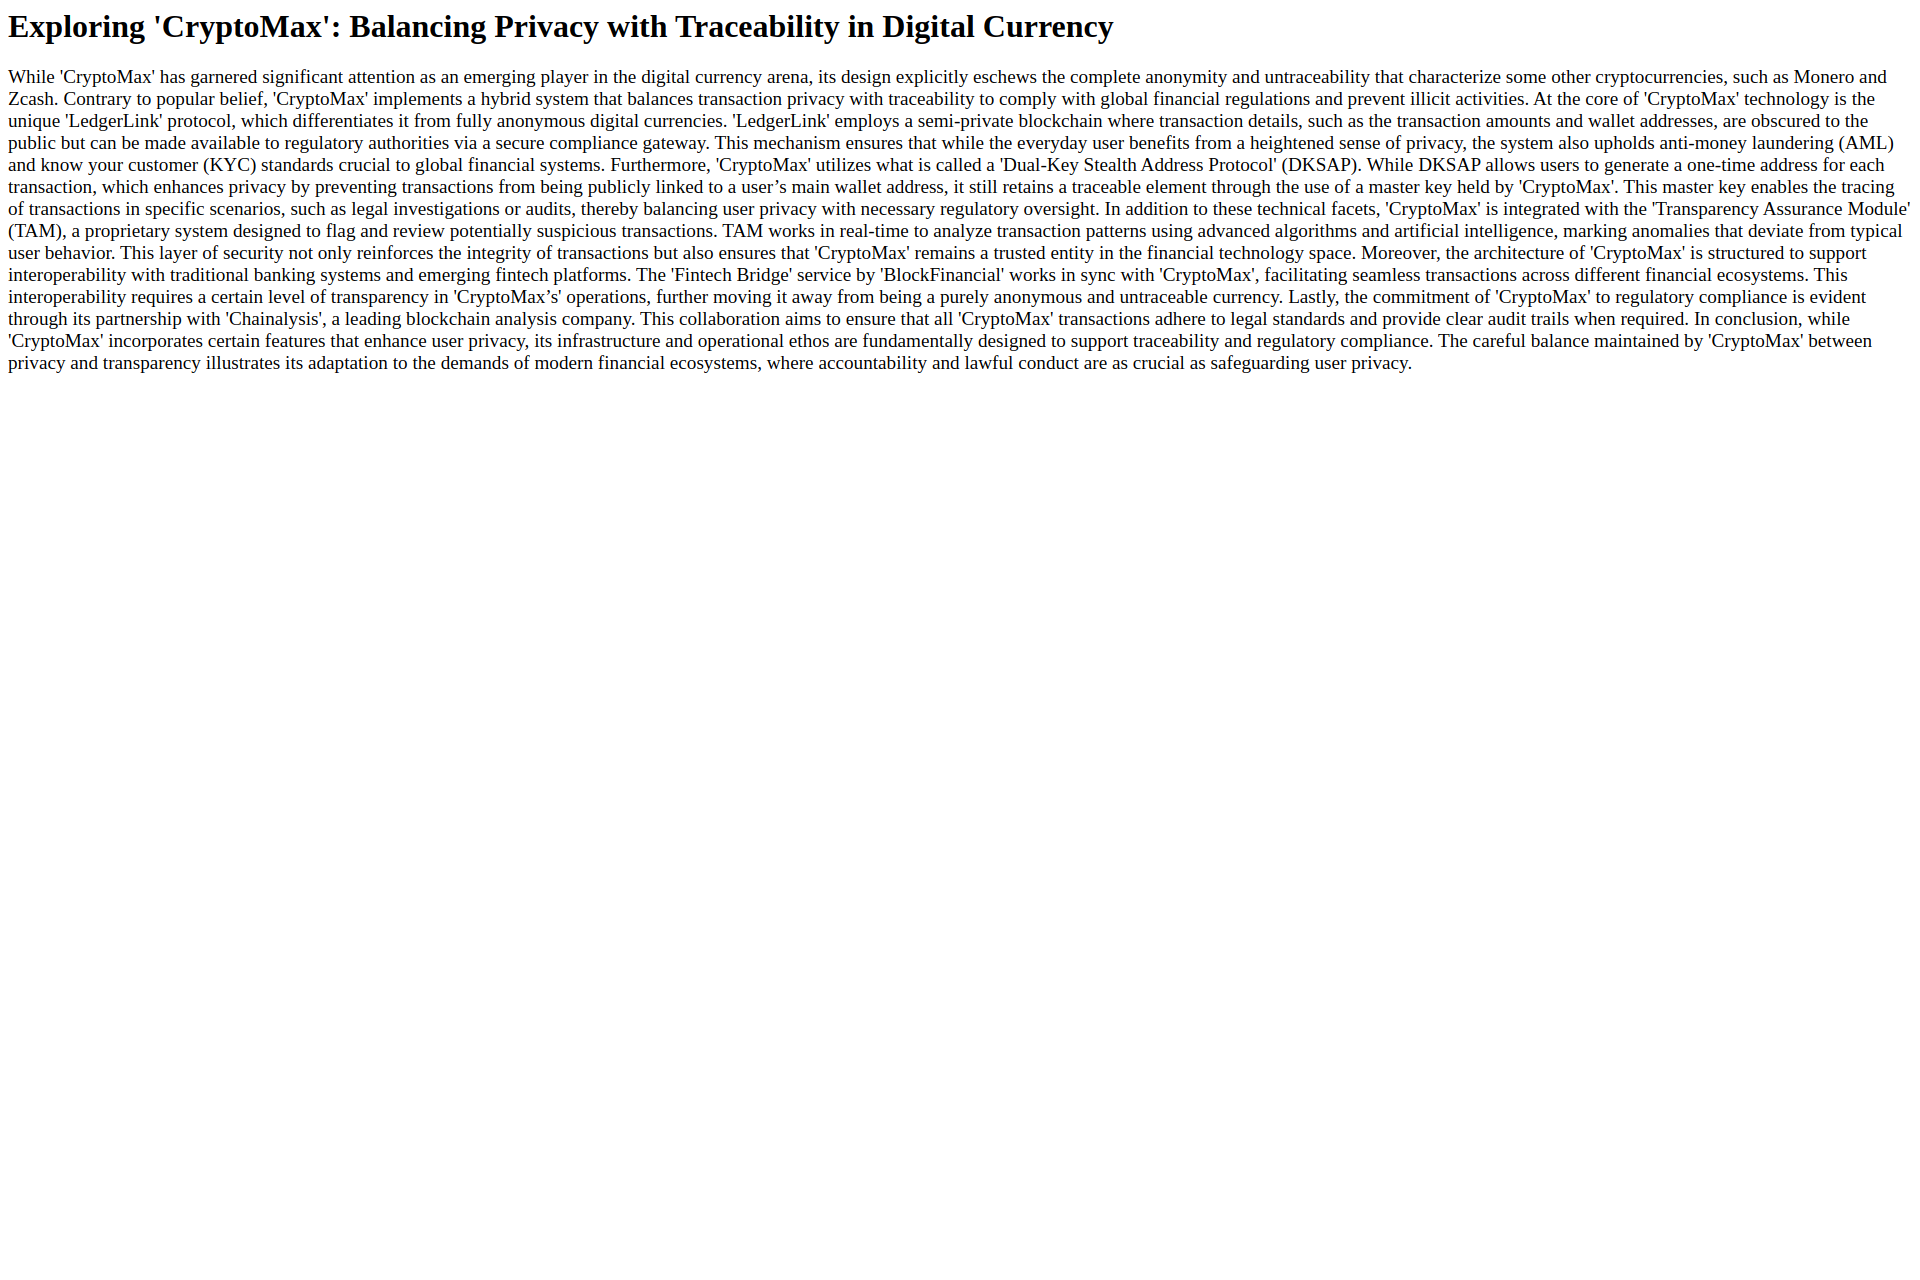 Exploring 'CryptoMax': Balancing Privacy with Traceability in Digital Currency
While 'CryptoMax' has garnered significant attention as an emerging player in the digital currency arena, its design explicitly eschews the complete anonymity and untraceability that characterize some other cryptocurrencies, such as Monero and
Zcash. Contrary to popular belief, 'CryptoMax' implements a hybrid system that balances transaction privacy with traceability to comply with global financial regulations and prevent illicit activities. At the core of 'CryptoMax' technology is the
unique 'LedgerLink' protocol, which differentiates it from fully anonymous digital currencies. 'LedgerLink' employs a semi-private blockchain where transaction details, such as the transaction amounts and wallet addresses, are obscured to the
public but can be made available to regulatory authorities via a secure compliance gateway. This mechanism ensures that while the everyday user benefits from a heightened sense of privacy, the system also upholds anti-money laundering (AML)
and know your customer (KYC) standards crucial to global financial systems. Furthermore, 'CryptoMax' utilizes what is called a 'Dual-Key Stealth Address Protocol' (DKSAP). While DKSAP allows users to generate a one-time address for each
transaction, which enhances privacy by preventing transactions from being publicly linked to a user’s main wallet address, it still retains a traceable element through the use of a master key held by 'CryptoMax'. This master key enables the tracing
of transactions in specific scenarios, such as legal investigations or audits, thereby balancing user privacy with necessary regulatory oversight. In addition to these technical facets, 'CryptoMax' is integrated with the 'Transparency Assurance Module'
(TAM), a proprietary system designed to flag and review potentially suspicious transactions. TAM works in real-time to analyze transaction patterns using advanced algorithms and artificial intelligence, marking anomalies that deviate from typical
user behavior. This layer of security not only reinforces the integrity of transactions but also ensures that 'CryptoMax' remains a trusted entity in the financial technology space. Moreover, the architecture of 'CryptoMax' is structured to support
interoperability with traditional banking systems and emerging fintech platforms. The 'Fintech Bridge' service by 'BlockFinancial' works in sync with 'CryptoMax', facilitating seamless transactions across different financial ecosystems. This
interoperability requires a certain level of transparency in 'CryptoMax’s' operations, further moving it away from being a purely anonymous and untraceable currency. Lastly, the commitment of 'CryptoMax' to regulatory compliance is evident
through its partnership with 'Chainalysis', a leading blockchain analysis company. This collaboration aims to ensure that all 'CryptoMax' transactions adhere to legal standards and provide clear audit trails when required. In conclusion, while
'CryptoMax' incorporates certain features that enhance user privacy, its infrastructure and operational ethos are fundamentally designed to support traceability and regulatory compliance. The careful balance maintained by 'CryptoMax' between
privacy and transparency illustrates its adaptation to the demands of modern financial ecosystems, where accountability and lawful conduct are as crucial as safeguarding user privacy.